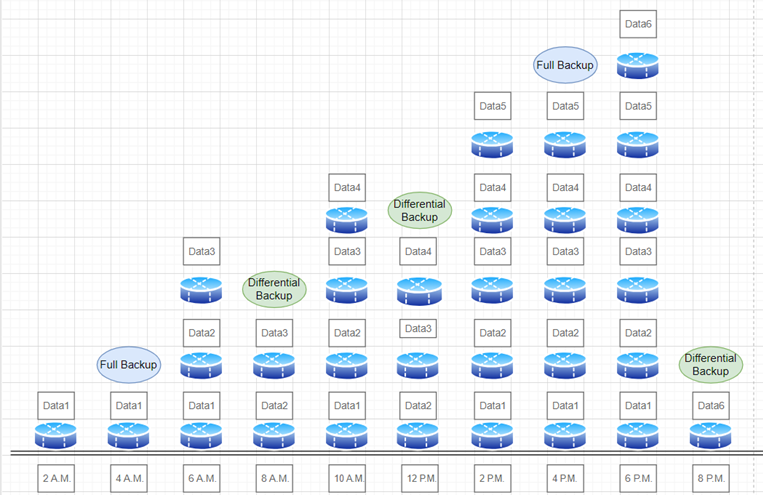 Data6
Full Backup
Data5 Data5 Data5
Data4 Differential Backup Data4 Data4 Data4
Data3 Data3 Data4 Data3 Data3 Data3
Differential Backup
Data2 Data3 Data2 Data3 Data2 Data2 Data2
Full Backup Differential Backup
Data1 Data1 Data1 Data2 Data1 Data2 Data1 Data1 Data1 Data6
2 A.M. 4 A.M. 6 A.M. 8 A.M. 10 A.M. 12 P.M. 2 P.M. 4 P.M. 6 P.M. 8 P.M.